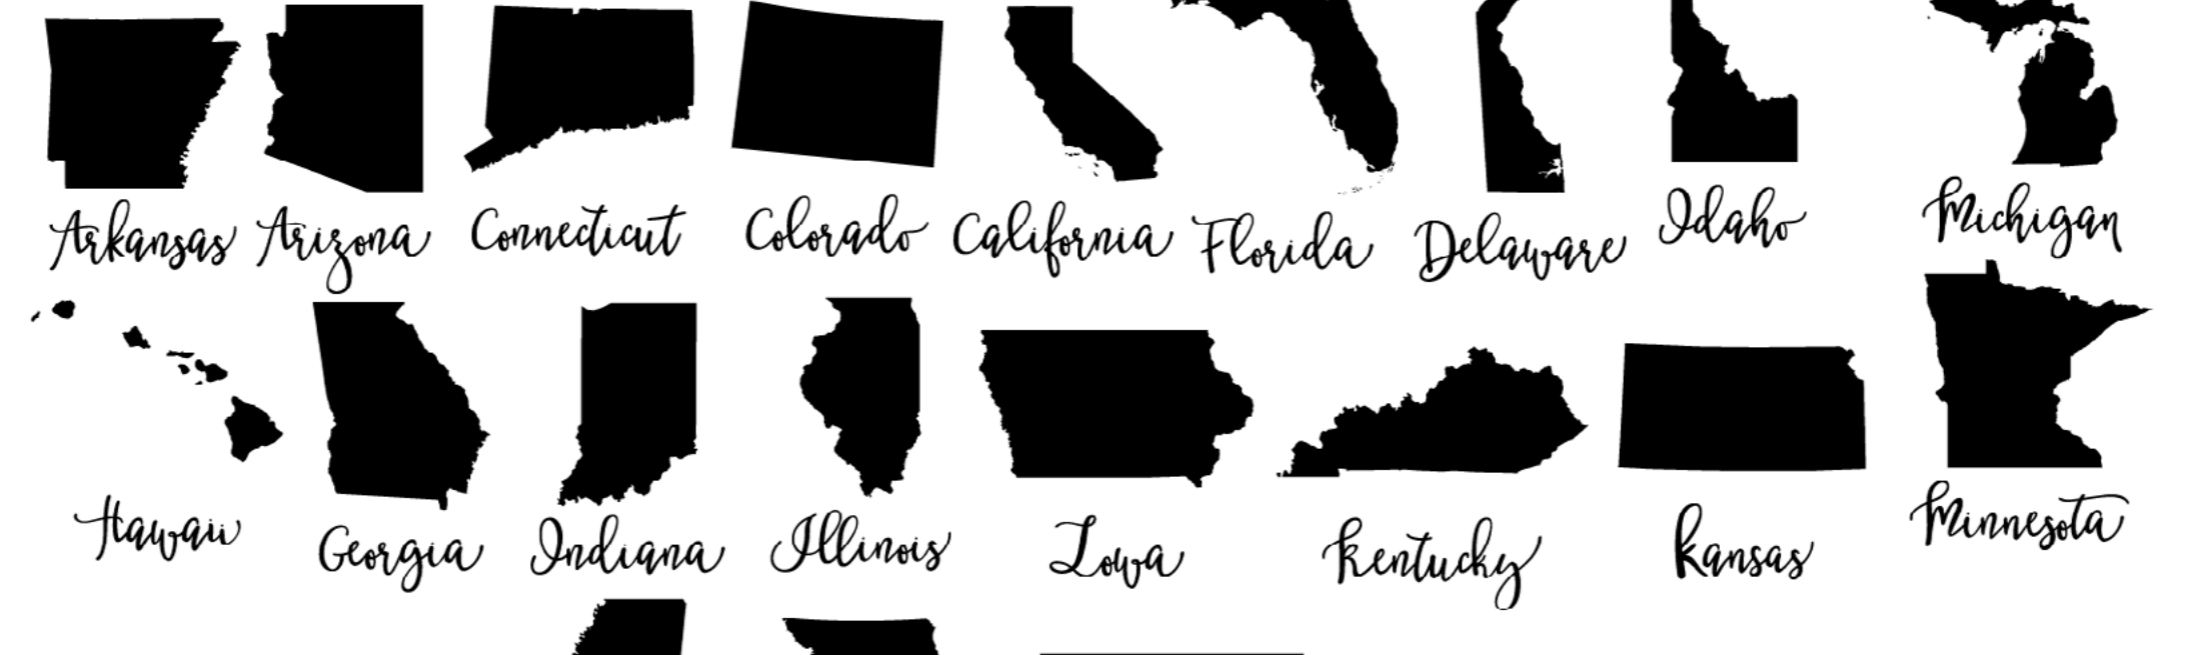 Arkansas Arizona Connecticut Colorado California Florida Delaware Idaho Michigan
Hawaii Georgia Indiana Illinois Iowa Kentucky Kansas Minnesota